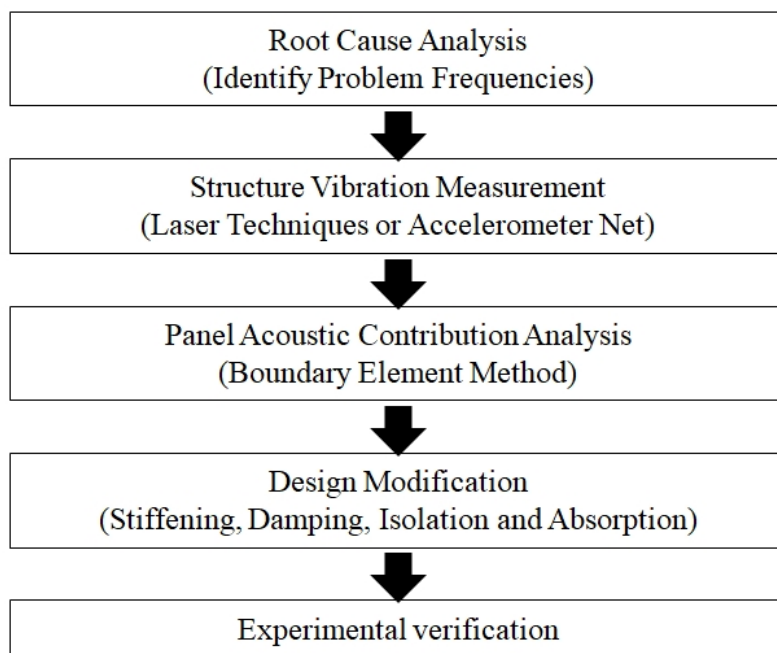 Root Cause Analysis
(Identify Problem Frequencies)
Structure Vibration Measurement
(Laser Techniques or Accelerometer Net)
Panel Acoustic Contribution Analysis
(Boundary Element Method)
Design Modification
(Stiffening, Damping, Isolation and Absorption)
Experimental verification